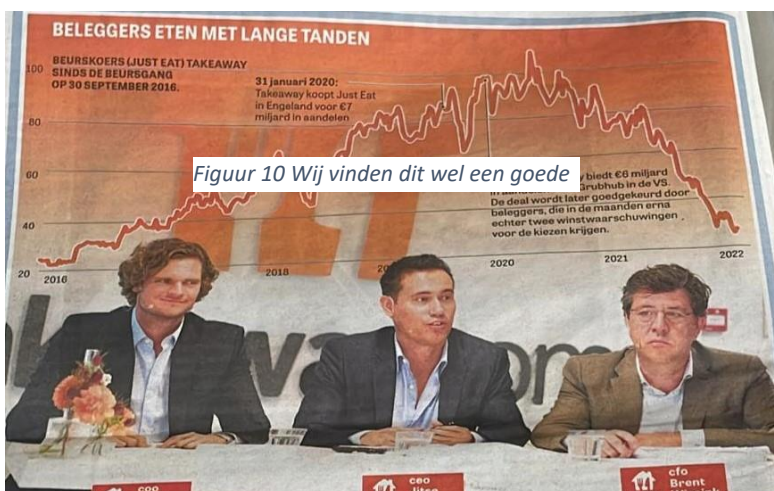 BELEGGERS ETEN MET LANGE TANDEN
BEURSKOERS (JUST EAT) TAKEAWAY
SINDS DE BEURSGANG
OP 30 SEPTEMBER 2016.
100
31 januari 2020:
Takeaway koopt Just Eat
in Engeland voor €7
miljard in aandelen
80
60
Figuur 10 Wij vinden dit wel een goede
biedt €6 miljard
Grubhub in de VS.
De deal wordt later goedgekeurd door
beleggers, die in de maanden erna
echter twee winstwaarschuwingen
voor de kiezen krijgen.
40
20
2016
2018
2020
2021
2022
coo
ceo
cfo
Brent